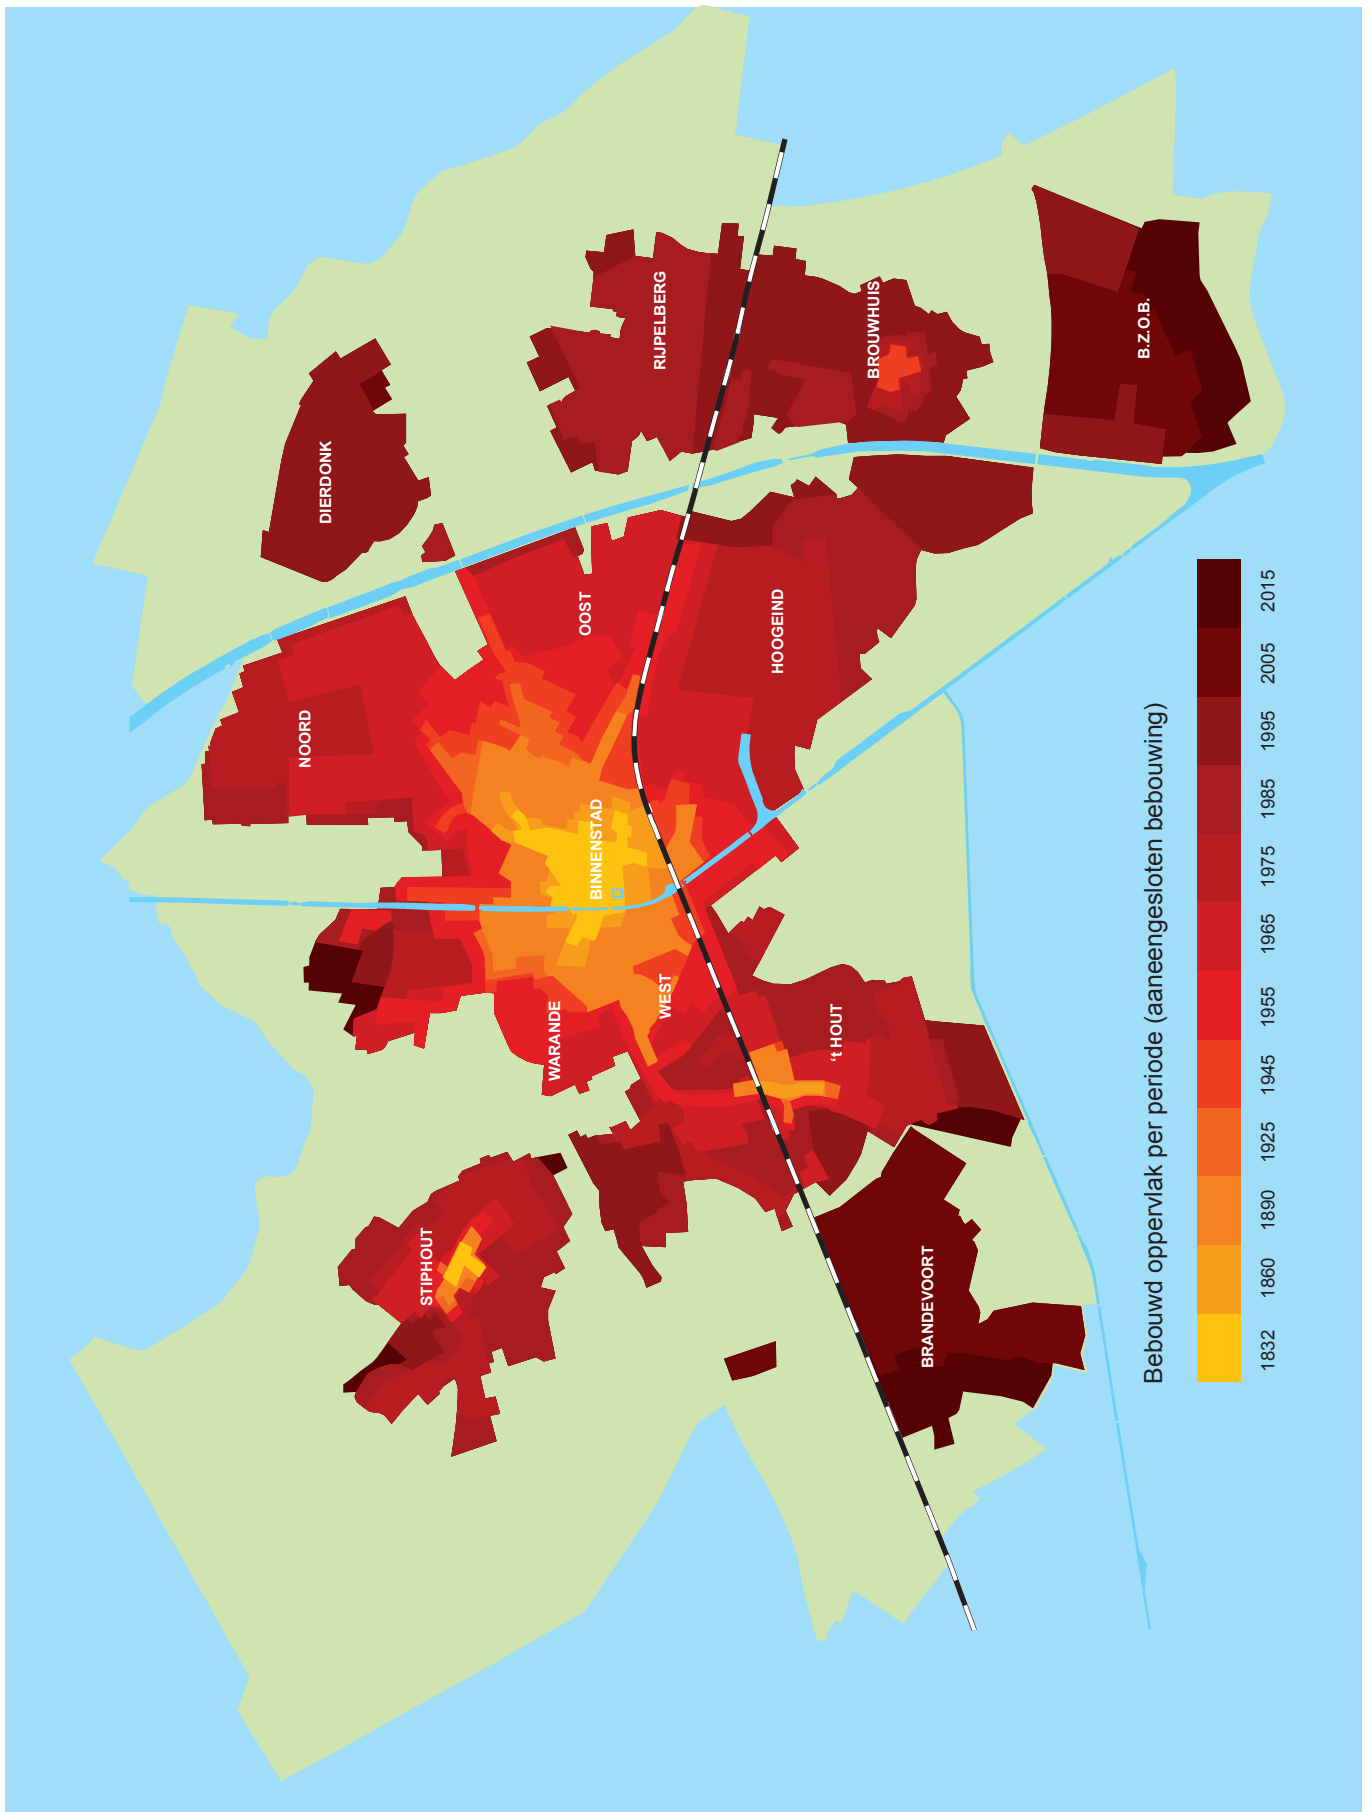 DIERDONK
RIJPELBERG
BROUWHUIS
B.Z.O.B.
NOORD
OOST
HOOGEIND
BINNENSTAD
WARANDE
WEST
't HOUT
STIPHOUT
BRANDEVOORT
Bebouwd oppervlak per periode (aaneengesloten bebouwing)
1832 1860 1890 1925 1945 1955 1965 1975 1985 1995 2005 2015